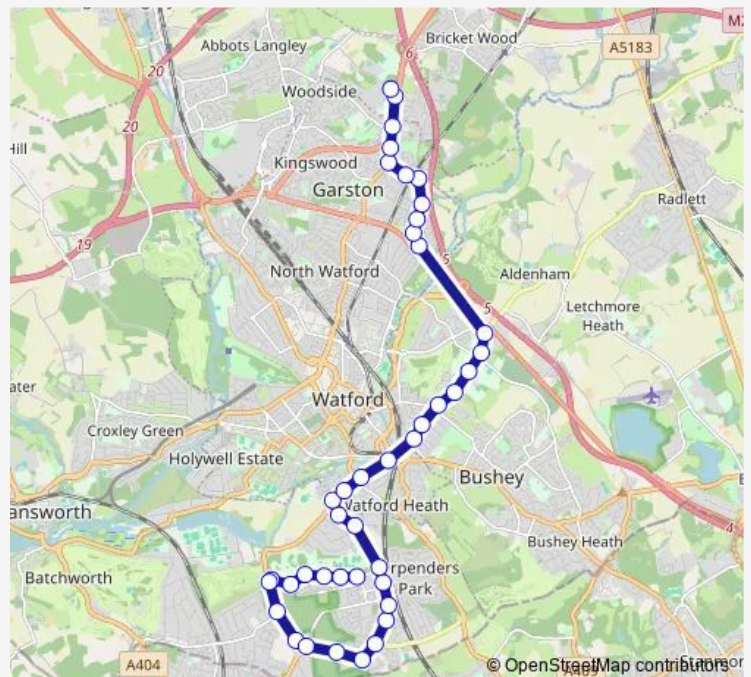 Abbots Langley
Bricket Wood
M2
6
A5183
20
Woodside
20
Hill
Kingswood
Garston
Radlett
19
5
North Watford
Aldenham
5
Letchmore
Heath
ater
Watford
Croxley Green
Holywell Estate
Bushey
answorth
Watford Heath
4
Bushey Heath
Batchworth
rpenders
Park
A404
© OpenStreetMap contributors